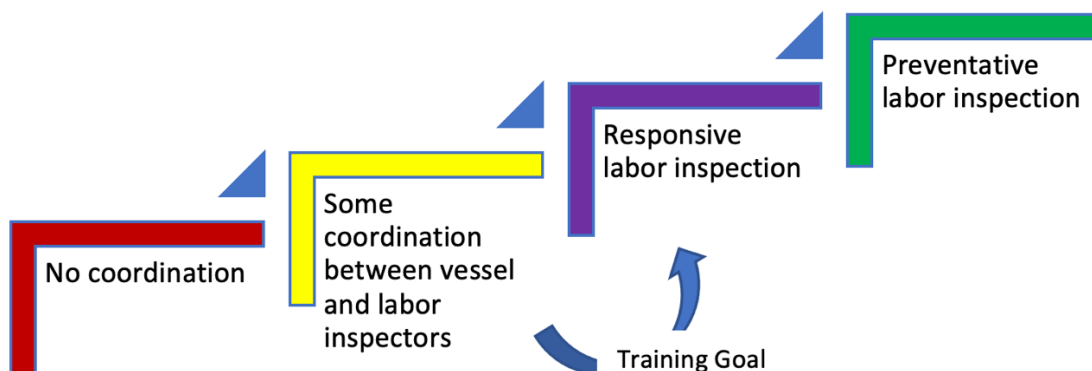 No coordination
Some
coordination
between vessel
and labor
inspectors
Responsive
labor inspection
Preventative
labor inspection
Training Goal